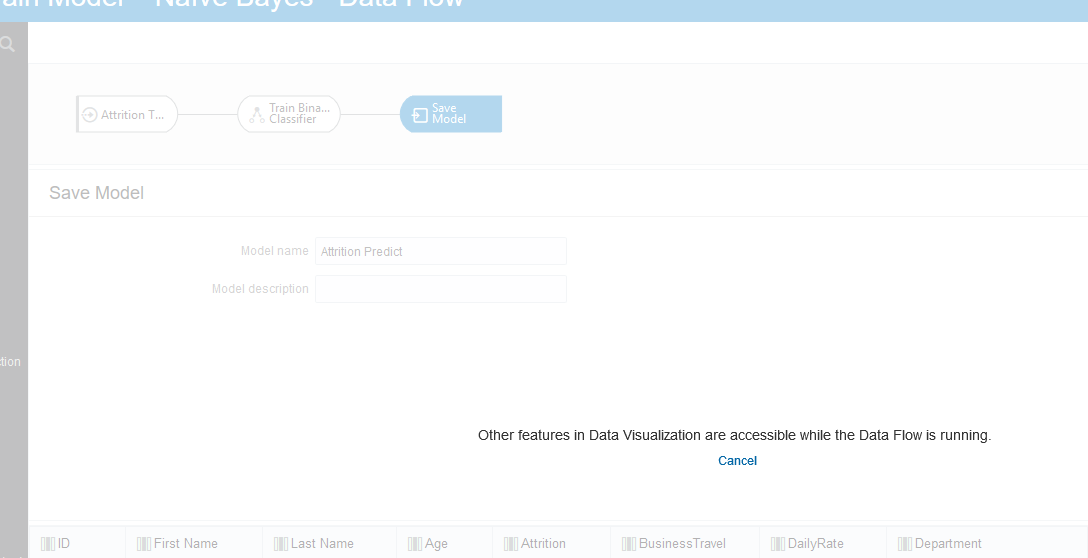 ain Model - Naive Bayes - Data Flow
Attrition T...
Train Bina...
Classifier
Save
Model
Save Model
Model name Attrition Predict
Model description
tion
Other features in Data Visualization are accessible while the Data Flow is running.
Cancel
ID First Name Last Name Age Attrition BusinessTravel DailyRate Department